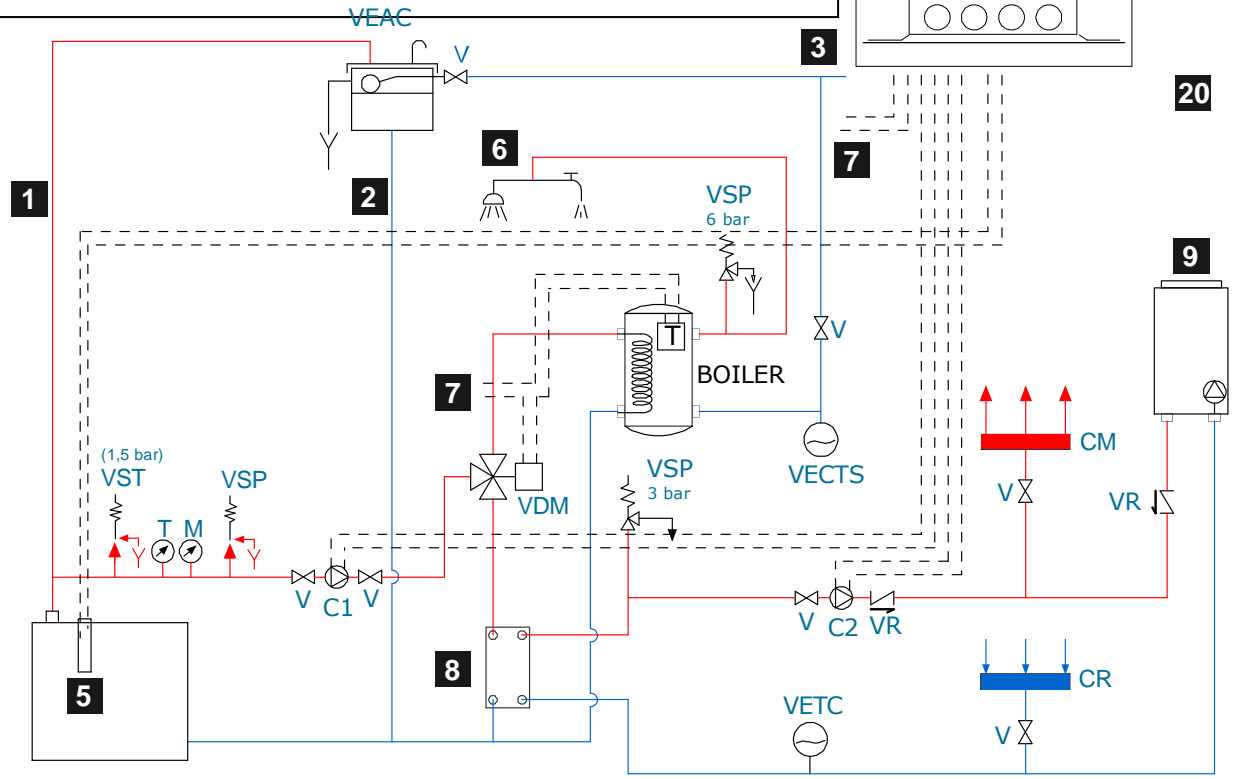 VEAC
V
3
20
1
2
6
7
VSP
6 bar
9
T
V
BOILER
7
CM
(1,5 bar)
VST
VSP
VDM
VSP
3 bar
VECTS
V
VR
T M
V C1 V
V C2 VR
8
5
CR
VETC
V